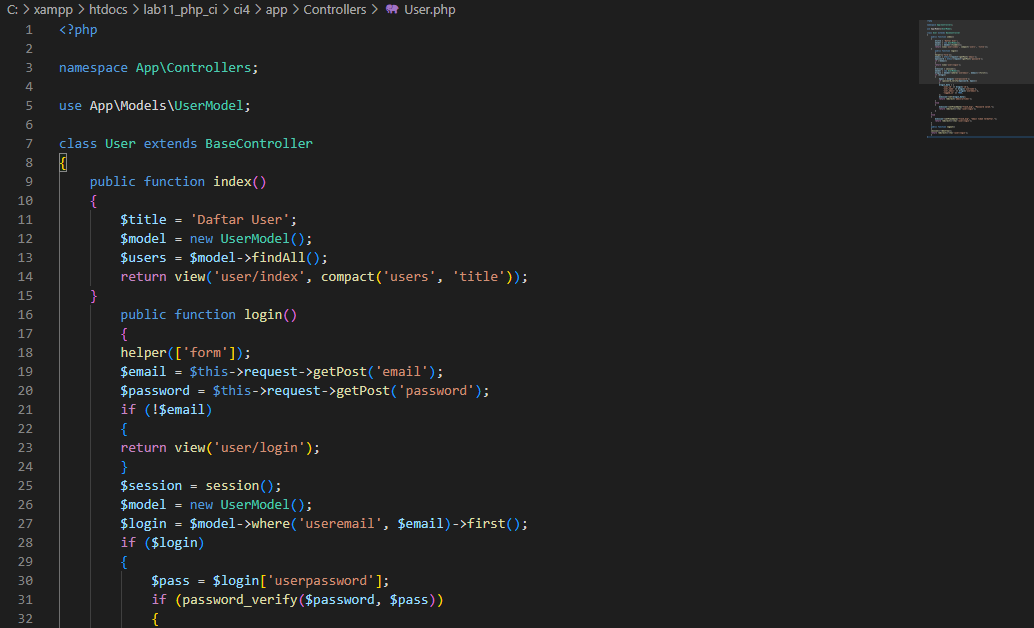 C: > xampp > htdocs > lab11_php_ci > ci4 > app > Controllers > User.php
1 <?php
2
3 namespace App\Controllers;
4
5 use App\Models\UserModel;
6
7 class User extends BaseController
8 {
9     public function index()
10     {
11         $title = 'Daftar User';
12         $model = new UserModel();
13         $users = $model->findAll();
14         return view('user/index', compact('users', 'title'));
15     }
16         public function login()
17         {
18         helper(['form']);
19         $email = $this->request->getPost('email');
20         $password = $this->request->getPost('password');
21         if (!$email)
22         {
23         return view('user/login');
24         }
25         $session = session();
26         $model = new UserModel();
27         $login = $model->where('useremail', $email)->first();
28         if ($login)
29         {
30             $pass = $login['userpassword'];
31             if (password_verify($password, $pass))
32             {